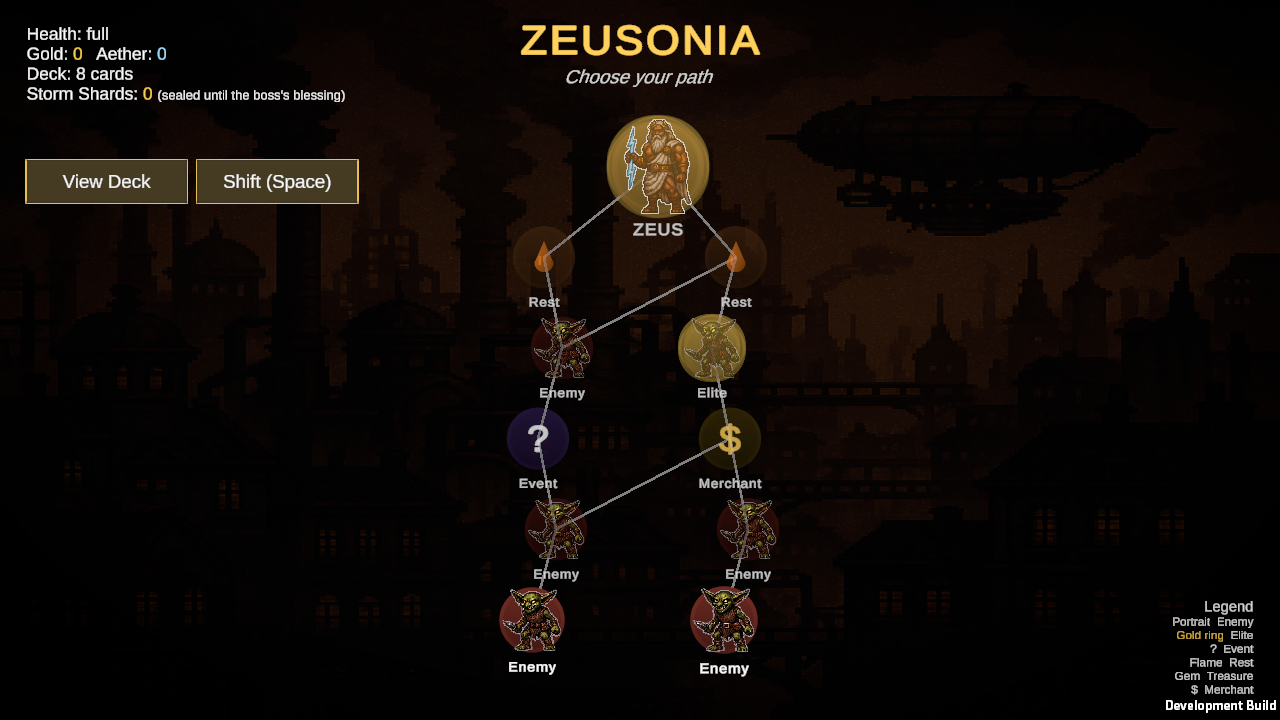 Health: full
Gold: 0 Aether: 0
Deck: 8 cards
Storm Shards: 0 (sealed until the boss's blessing)
View Deck
Shift (Space)
ZEUSONIA
Choose your path
ZEUS
Rest
Rest
Enemy
Elite
?
$
Event
Merchant
Enemy
Enemy
Enemy
Enemy
Legend
Portrait Enemy
Gold ring Elite
? Event
Flame Rest
Gem Treasure
$ Merchant
Development Build